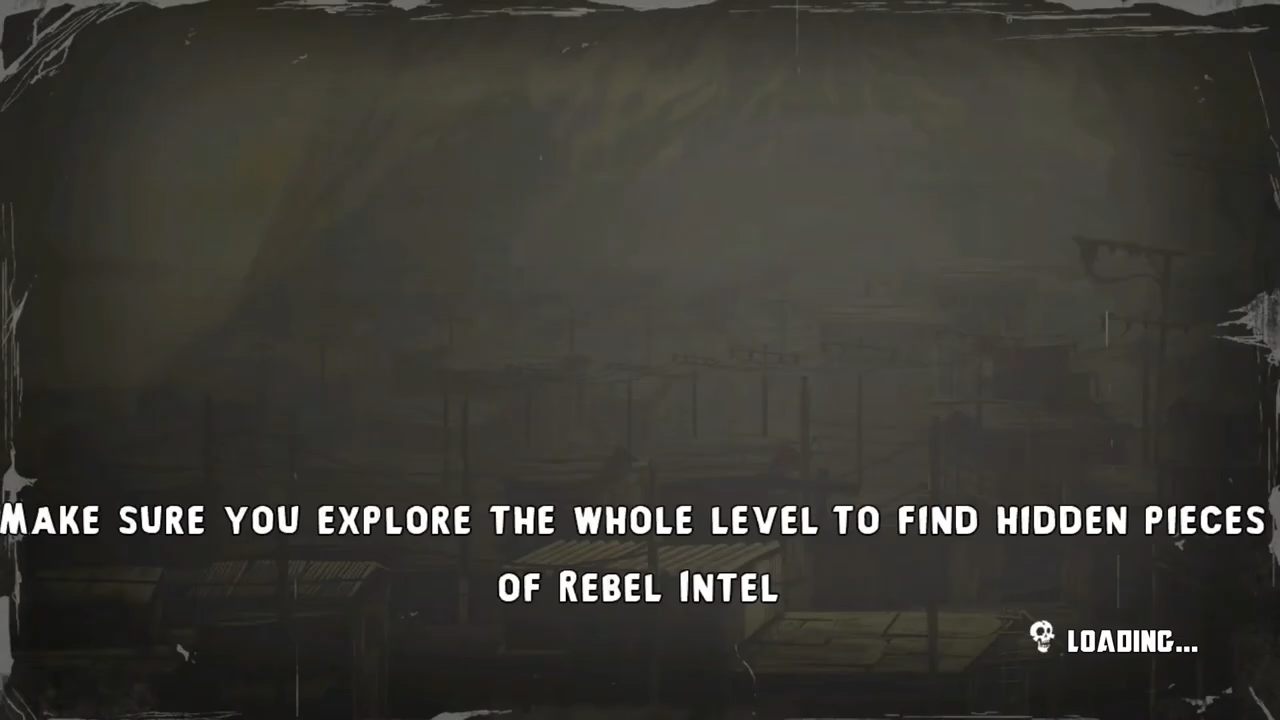 Make sure you explore the whole level to find hidden pieces
of Rebel Intel
LOADING...